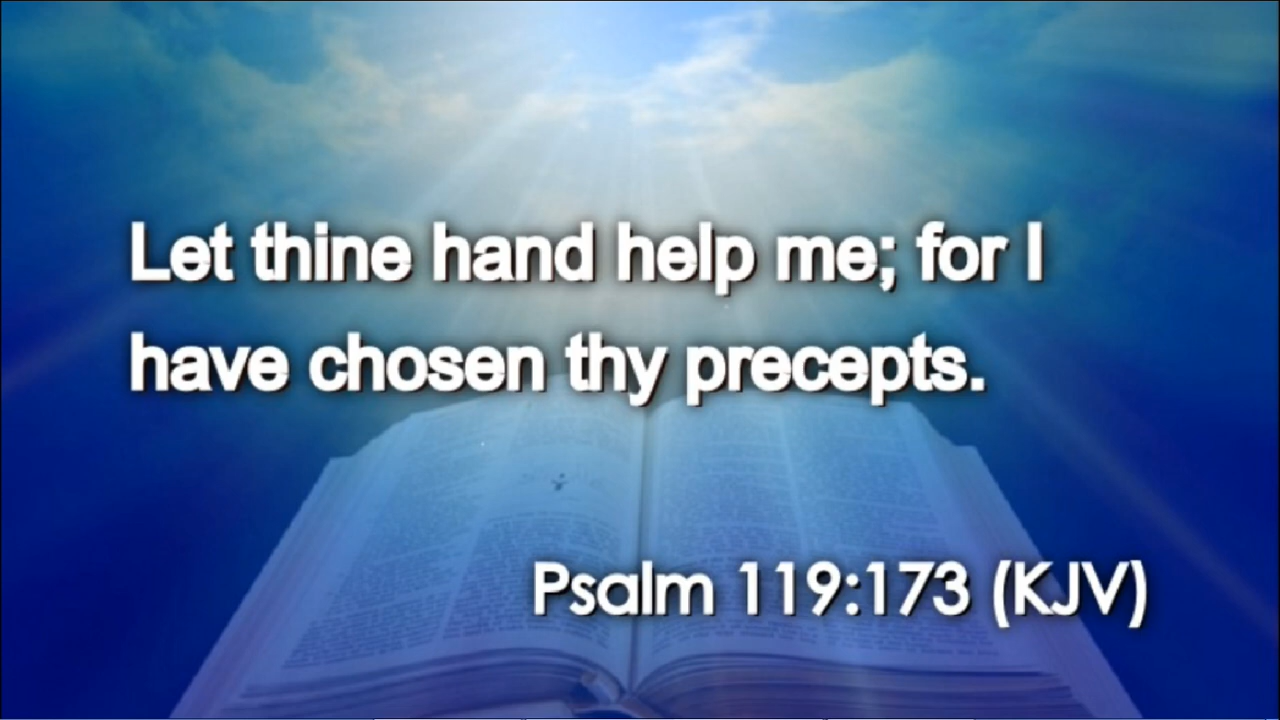 Let thine hand help me; for I
have chosen thy precepts.
Psalm 119:173 (KJV)